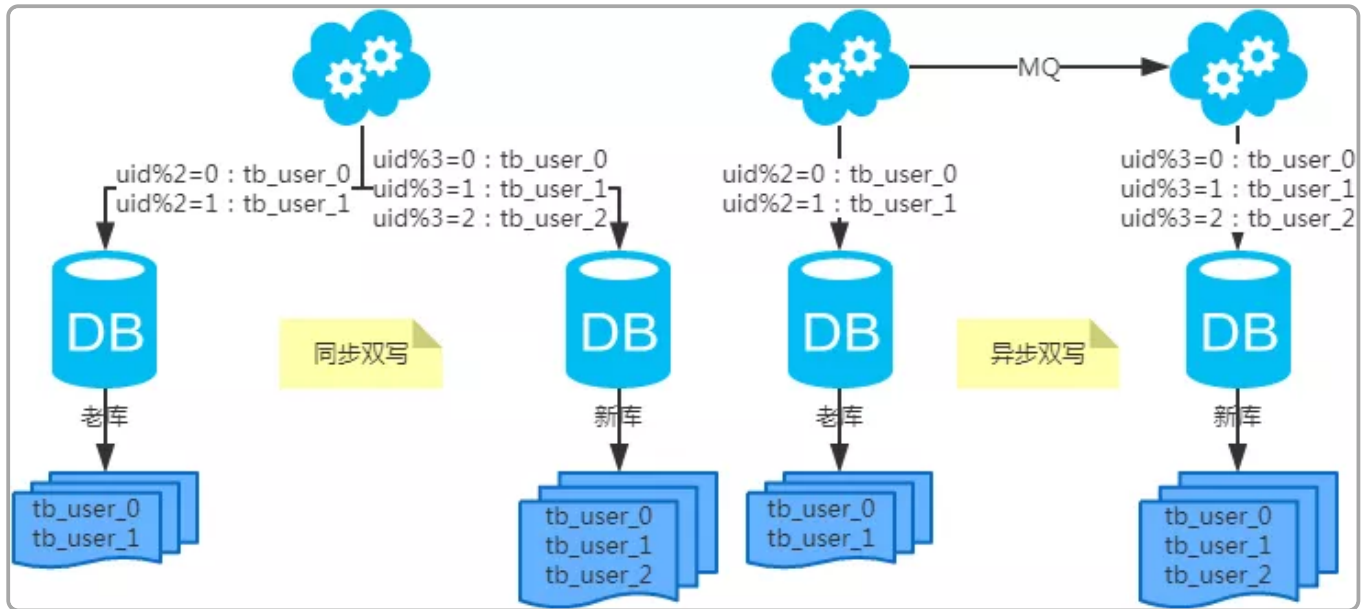 MQ
uid%2=0：tb_user_0
uid%2=1：tb_user_1
uid%3=0：tb_user_0
uid%3=1：tb_user_1
uid%3=2：tb_user_2
uid%2=0：tb_user_0
uid%2=1：tb_user_1
uid%3=0：tb_user_0
uid%3=1：tb_user_1
uid%3=2：tb_user_2
DB
同步双写
DB
DB
异步双写
DB
老库
新库
老库
新库
tb_user_0
tb_user_1
tb_user_0
tb_user_1
tb_user_2
tb_user_0
tb_user_1
tb_user_0
tb_user_1
tb_user_2